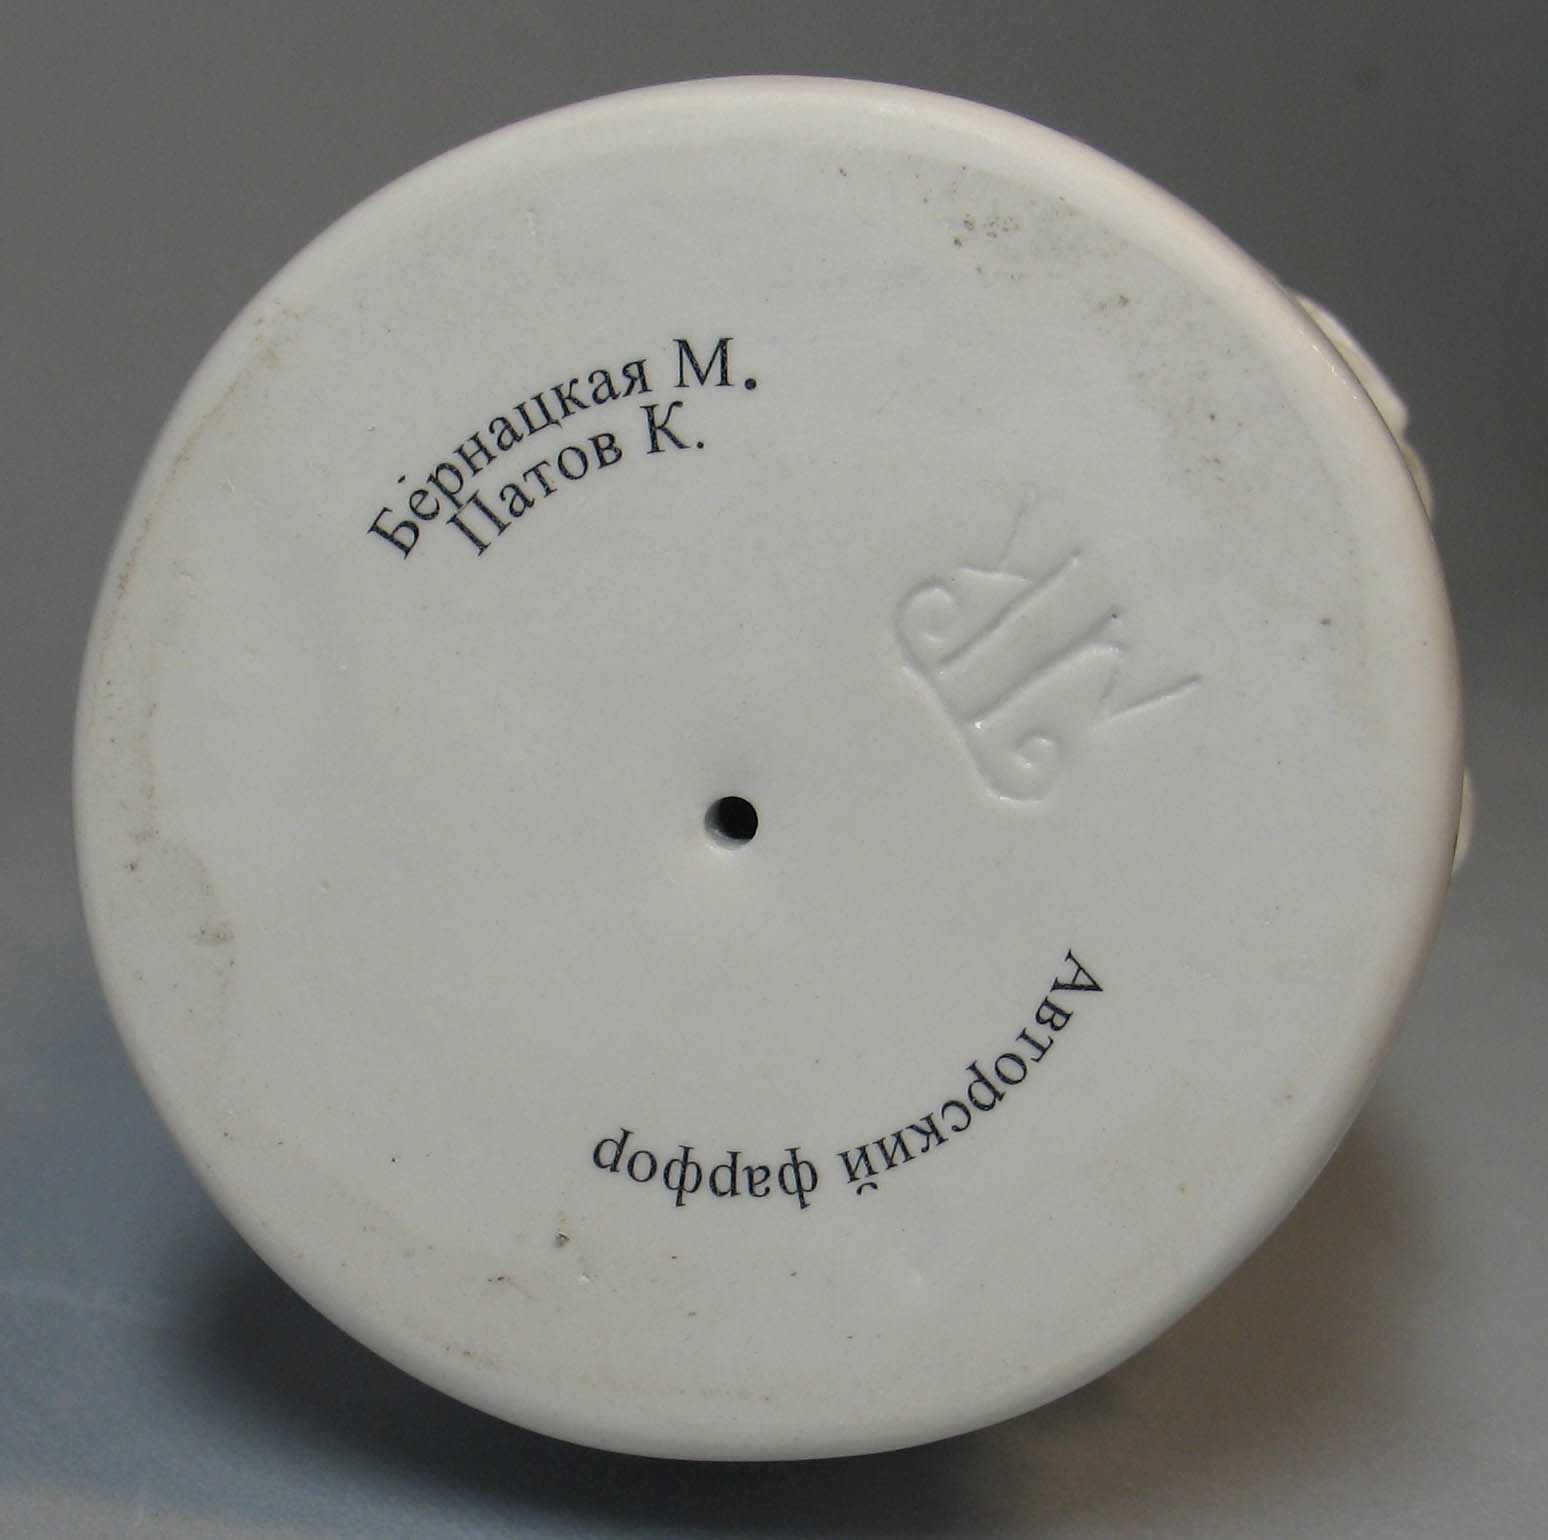 Бернацкая М.
Патов К.
Авторский фарфор